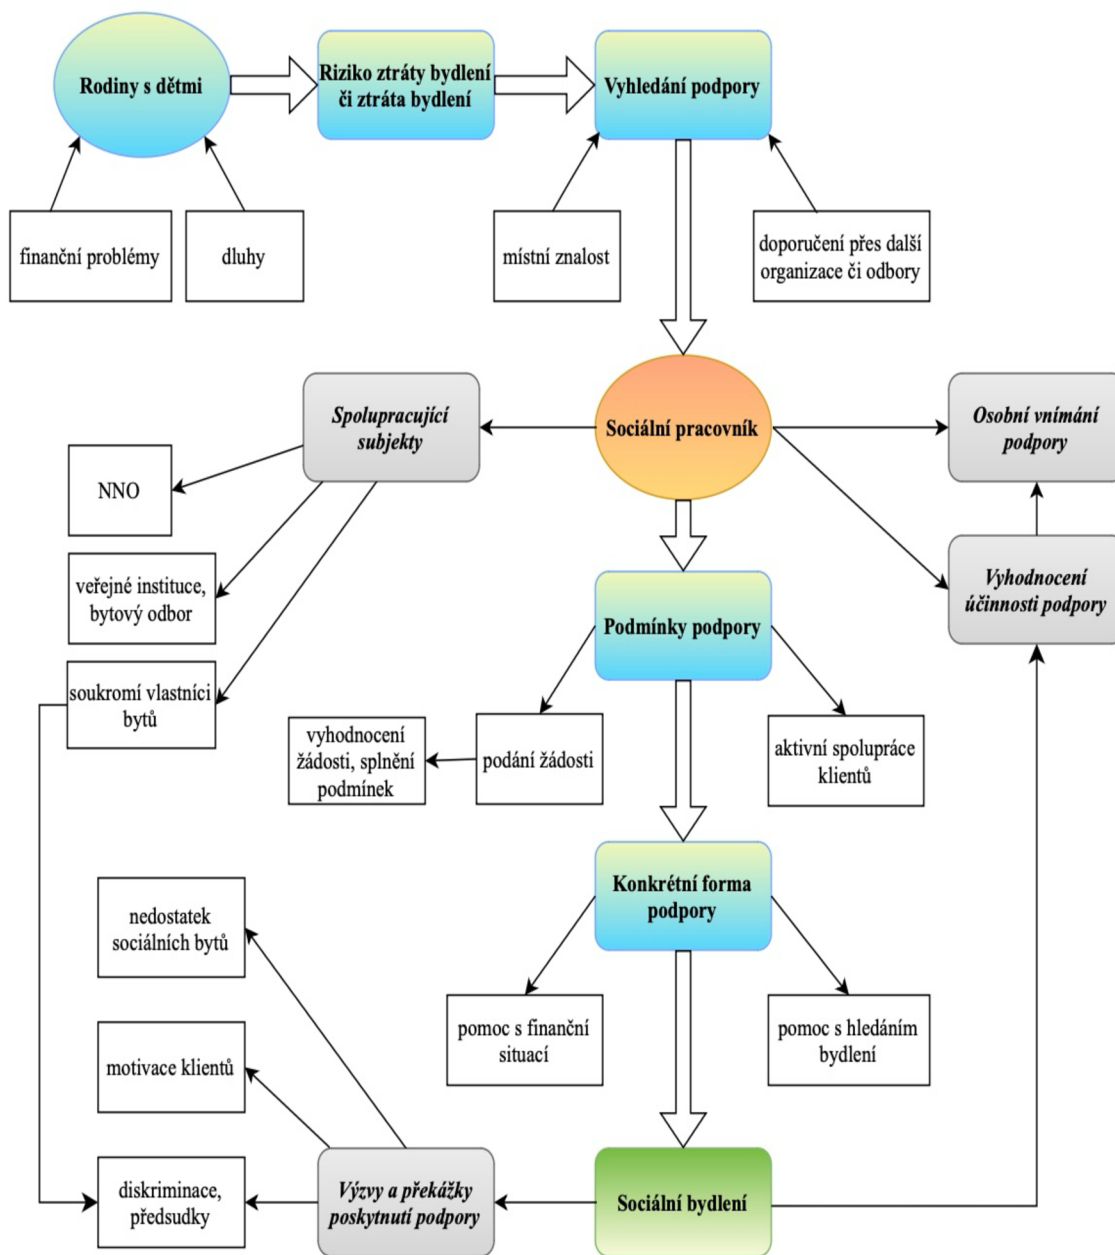 Rodiny s dětmi
Riziko ztráty bydlení
či ztráta bydlení
Vyhledání podpory
finanční problémy
dluhy
místní znalost
doporučení přes další
organizace či odbory
Spolupracující
subjekty
Sociální pracovník
Osobní vnímání
podpory
NNO
veřejné instituce,
bytový odbor
Vyhodnocení
účinnosti podpory
Podmínky podpory
soukromí vlastníci
bytů
vyhodnocení
žádosti, splnění
podmínek
podání žádosti
aktivní spolupráce
klientů
Konkrétní forma
podpory
nedostatek
sociálních bytů
pomoc s finanční
situací
pomoc s hledáním
bydlení
motivace klientů
diskriminace,
předsudky
Výzvy a překážky
poskytnutí podpory
Sociální bydlení